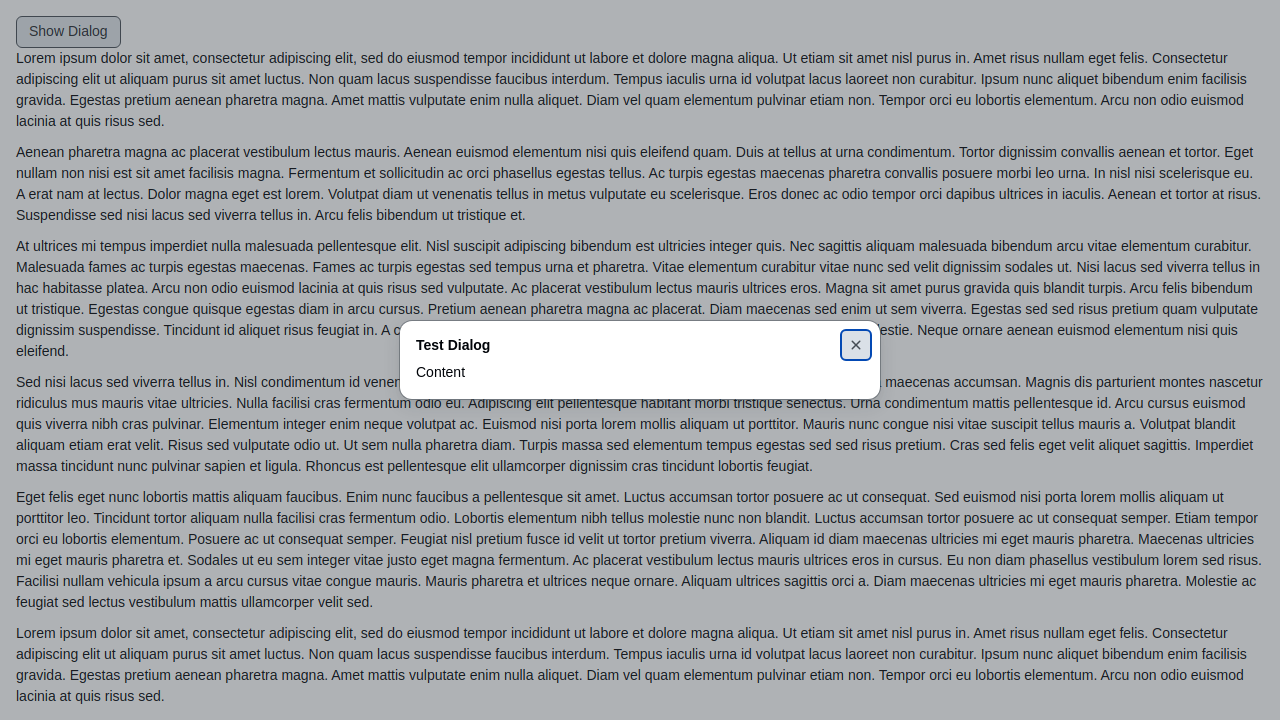 Show Dialog
Lorem ipsum dolor sit amet, consectetur adipiscing elit, sed do eiusmod tempor incididunt ut labore et dolore magna aliqua. Ut etiam sit amet nisl purus in. Amet risus nullam eget felis. Consectetur
adipiscing elit ut aliquam purus sit amet luctus. Non quam lacus suspendisse faucibus interdum. Tempus iaculis urna id volutpat lacus laoreet non curabitur. Ipsum nunc aliquet bibendum enim facilisis
gravida. Egestas pretium aenean pharetra magna. Amet mattis vulputate enim nulla aliquet. Diam vel quam elementum pulvinar etiam non. Tempor orci eu lobortis elementum. Arcu non odio euismod
lacinia at quis risus sed.
Aenean pharetra magna ac placerat vestibulum lectus mauris. Aenean euismod elementum nisi quis eleifend quam. Duis at tellus at urna condimentum. Tortor dignissim convallis aenean et tortor. Eget
nullam non nisi est sit amet facilisis magna. Fermentum et sollicitudin ac orci phasellus egestas tellus. Ac turpis egestas maecenas pharetra convallis posuere morbi leo urna. In nisl nisi scelerisque eu.
A erat nam at lectus. Dolor magna eget est lorem. Volutpat diam ut venenatis tellus in metus vulputate eu scelerisque. Eros donec ac odio tempor orci dapibus ultrices in iaculis. Aenean et tortor at risus.
Suspendisse sed nisi lacus sed viverra tellus in. Arcu felis bibendum ut tristique et.
At ultrices mi tempus imperdiet nulla malesuada pellentesque elit. Nisl suscipit adipiscing bibendum est ultricies integer quis. Nec sagittis aliquam malesuada bibendum arcu vitae elementum curabitur.
Malesuada fames ac turpis egestas maecenas. Fames ac turpis egestas sed tempus urna et pharetra. Vitae elementum curabitur vitae nunc sed velit dignissim sodales ut. Nisi lacus sed viverra tellus in
hac habitasse platea. Arcu non odio euismod lacinia at quis risus sed vulputate. Ac placerat vestibulum lectus mauris ultrices eros. Magna sit amet purus gravida quis blandit turpis. Arcu felis bibendum
ut tristique. Egestas congue quisque egestas diam in arcu cursus. Pretium aenean pharetra magna ac placerat. Diam maecenas sed enim ut sem viverra. Egestas sed sed risus pretium quam vulputate
dignissim suspendisse. Tincidunt id aliquet risus feugiat in. A Neque ornare aenean euismod elementum nisi quis
eleifend.
Test Dialog
Content
Sed nisi lacus sed viverra tellus in. Nisl condimentum id maecenas accumsan. Magnis dis parturient montes nascetur
ridiculus mus mauris vitae ultricies. Nulla facilisi cras fermentum odio eu. Adipiscing elit pellentesque habitant morbi tristique senectus. Urna condimentum mattis pellentesque id. Arcu cursus euismod
quis viverra nibh cras pulvinar. Elementum integer enim neque volutpat ac. Euismod nisi porta lorem mollis aliquam ut porttitor. Mauris nunc congue nisi vitae suscipit tellus mauris a. Volutpat blandit
aliquam etiam erat velit. Risus sed vulputate odio ut. Ut sem nulla pharetra diam. Turpis massa sed elementum tempus egestas sed sed risus pretium. Cras sed felis eget velit aliquet sagittis. Imperdiet
massa tincidunt nunc pulvinar sapien et ligula. Rhoncus est pellentesque elit ullamcorper dignissim cras tincidunt lobortis feugiat.
Eget felis eget nunc lobortis mattis aliquam faucibus. Enim nunc faucibus a pellentesque sit amet. Luctus accumsan tortor posuere ac ut consequat. Sed euismod nisi porta lorem mollis aliquam ut
porttitor leo. Tincidunt tortor aliquam nulla facilisi cras fermentum odio. Lobortis elementum nibh tellus molestie nunc non blandit. Luctus accumsan tortor posuere ac ut consequat semper. Etiam tempor
orci eu lobortis elementum. Posuere ac ut consequat semper. Feugiat nisl pretium fusce id velit ut tortor pretium viverra. Aliquam id diam maecenas ultricies mi eget mauris pharetra. Maecenas ultricies
mi eget mauris pharetra et. Sodales ut eu sem integer vitae justo eget magna fermentum. Ac placerat vestibulum lectus mauris ultrices eros in cursus. Eu non diam phasellus vestibulum lorem sed risus.
Facilisi nullam vehicula ipsum a arcu cursus vitae congue mauris. Mauris pharetra et ultrices neque ornare. Aliquam ultrices sagittis orci a. Diam maecenas ultricies mi eget mauris pharetra. Molestie ac
feugiat sed lectus vestibulum mattis ullamcorper velit sed.
Lorem ipsum dolor sit amet, consectetur adipiscing elit, sed do eiusmod tempor incididunt ut labore et dolore magna aliqua. Ut etiam sit amet nisl purus in. Amet risus nullam eget felis. Consectetur
adipiscing elit ut aliquam purus sit amet luctus. Non quam lacus suspendisse faucibus interdum. Tempus iaculis urna id volutpat lacus laoreet non curabitur. Ipsum nunc aliquet bibendum enim facilisis
gravida. Egestas pretium aenean pharetra magna. Amet mattis vulputate enim nulla aliquet. Diam vel quam elementum pulvinar etiam non. Tempor orci eu lobortis elementum. Arcu non odio euismod
lacinia at quis risus sed.